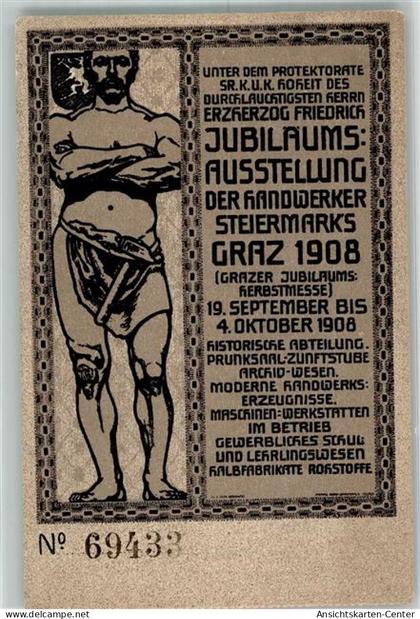 UNTER DEM PROTEKTORATE
SR. K. U. K. HOHEIT DES
DURCHLAUCHTIGSTEN HERRN
ERZHERZOG FRIEDRICH
JUBILÄUMS:
AUSSTELLUNG
DER HANDWERKER
STEIERMARKS
GRAZ 1908
(GRAZER JUBILÄUMS:
HERBSTMESSE)
19. SEPTEMBER BIS
4. OKTOBER 1908
HISTORISCHE ABTEILUNG.
PRUNKSAAL-ZUNFTSTUBE
ARCHIV-WESEN.
MODERNE HANDWERKS:
ERZEUGNISSE.
MASCHINEN:WERKSTÄTTEN
IM BETRIEB
GEWERBLICHES SCHUL
UND LEHRLINGSWESEN
HALBFABRIKATE ROHSTOFFE
No 69433
Ansichtskarten-Center